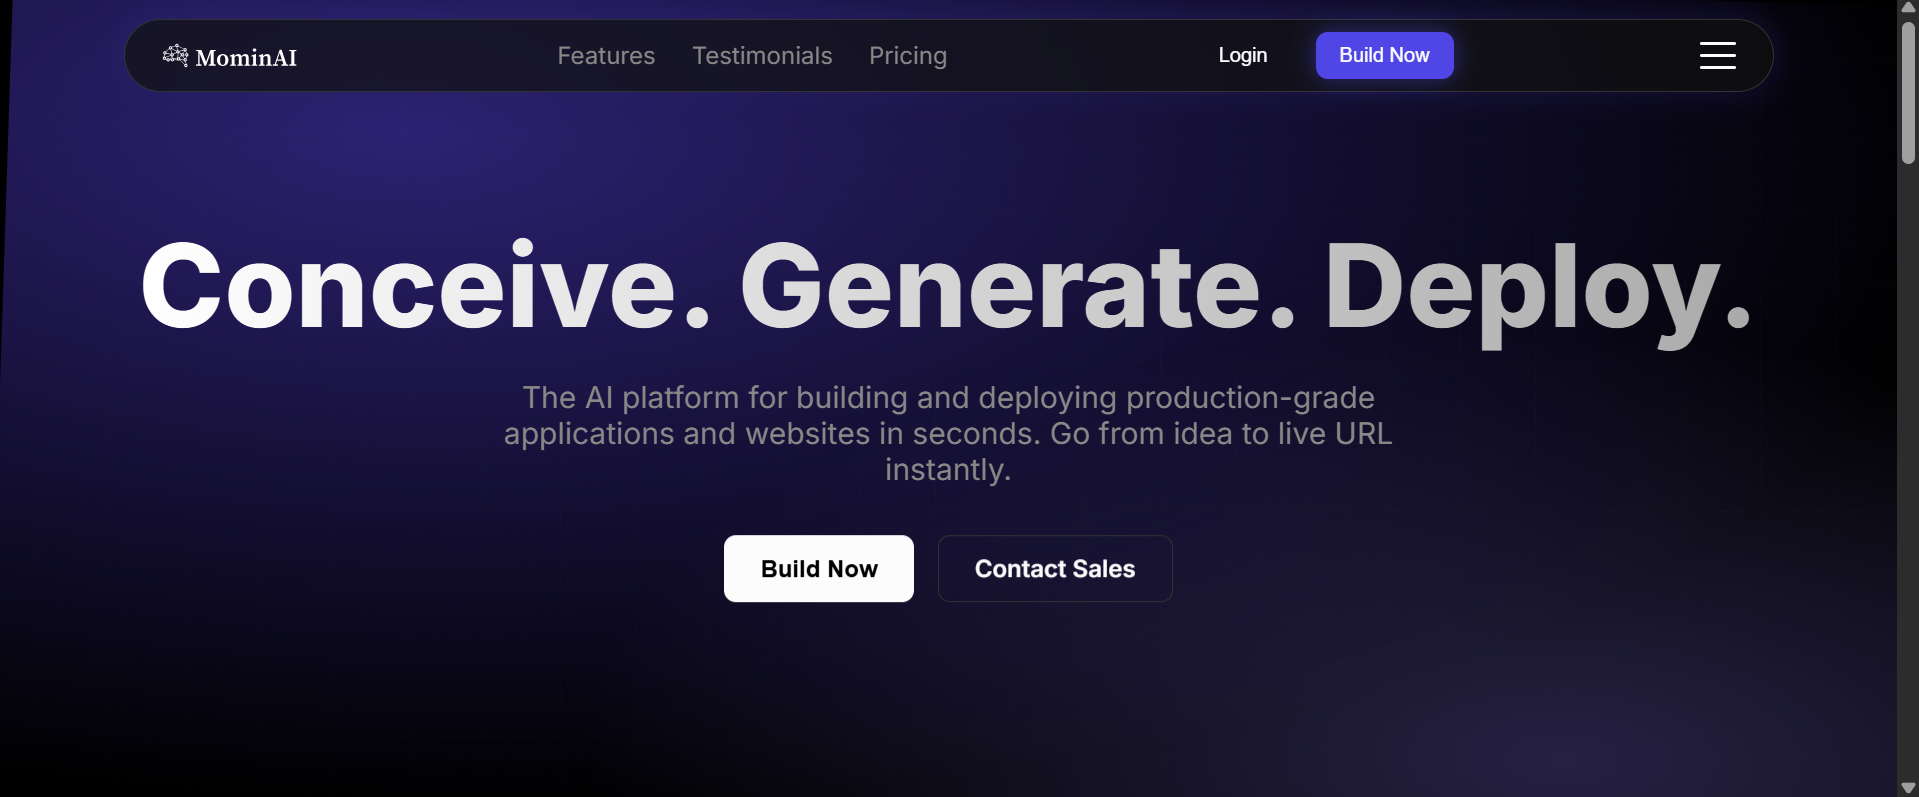 MominAI
Features
Testimonials
Pricing
Login
Build Now
Conceive. Generate. Deploy.
The AI platform for building and deploying production-grade
applications and websites in seconds. Go from idea to live URL
instantly.
Build Now
Contact Sales